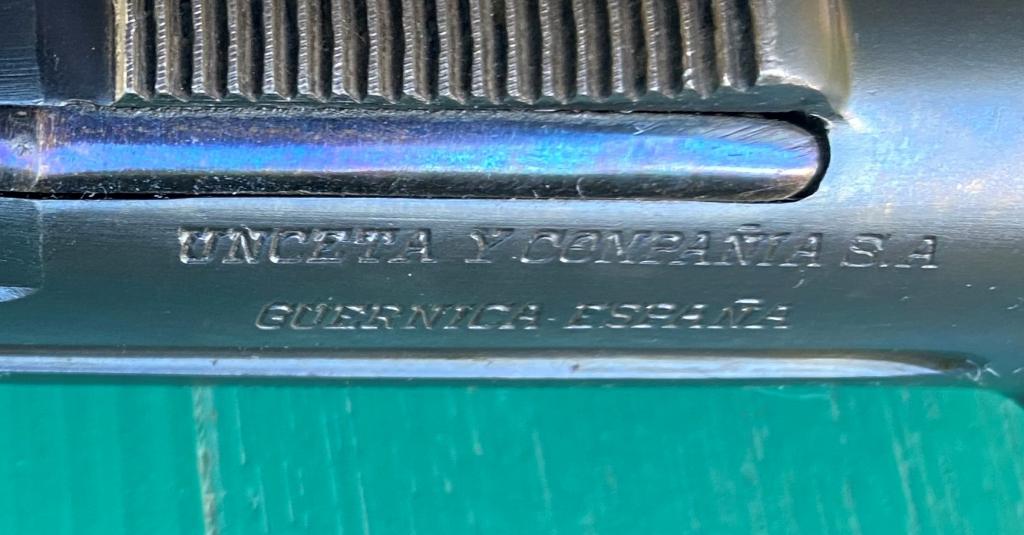 UNCETA Y COMPAÑIA S.A
GUERNICA ESPAÑA